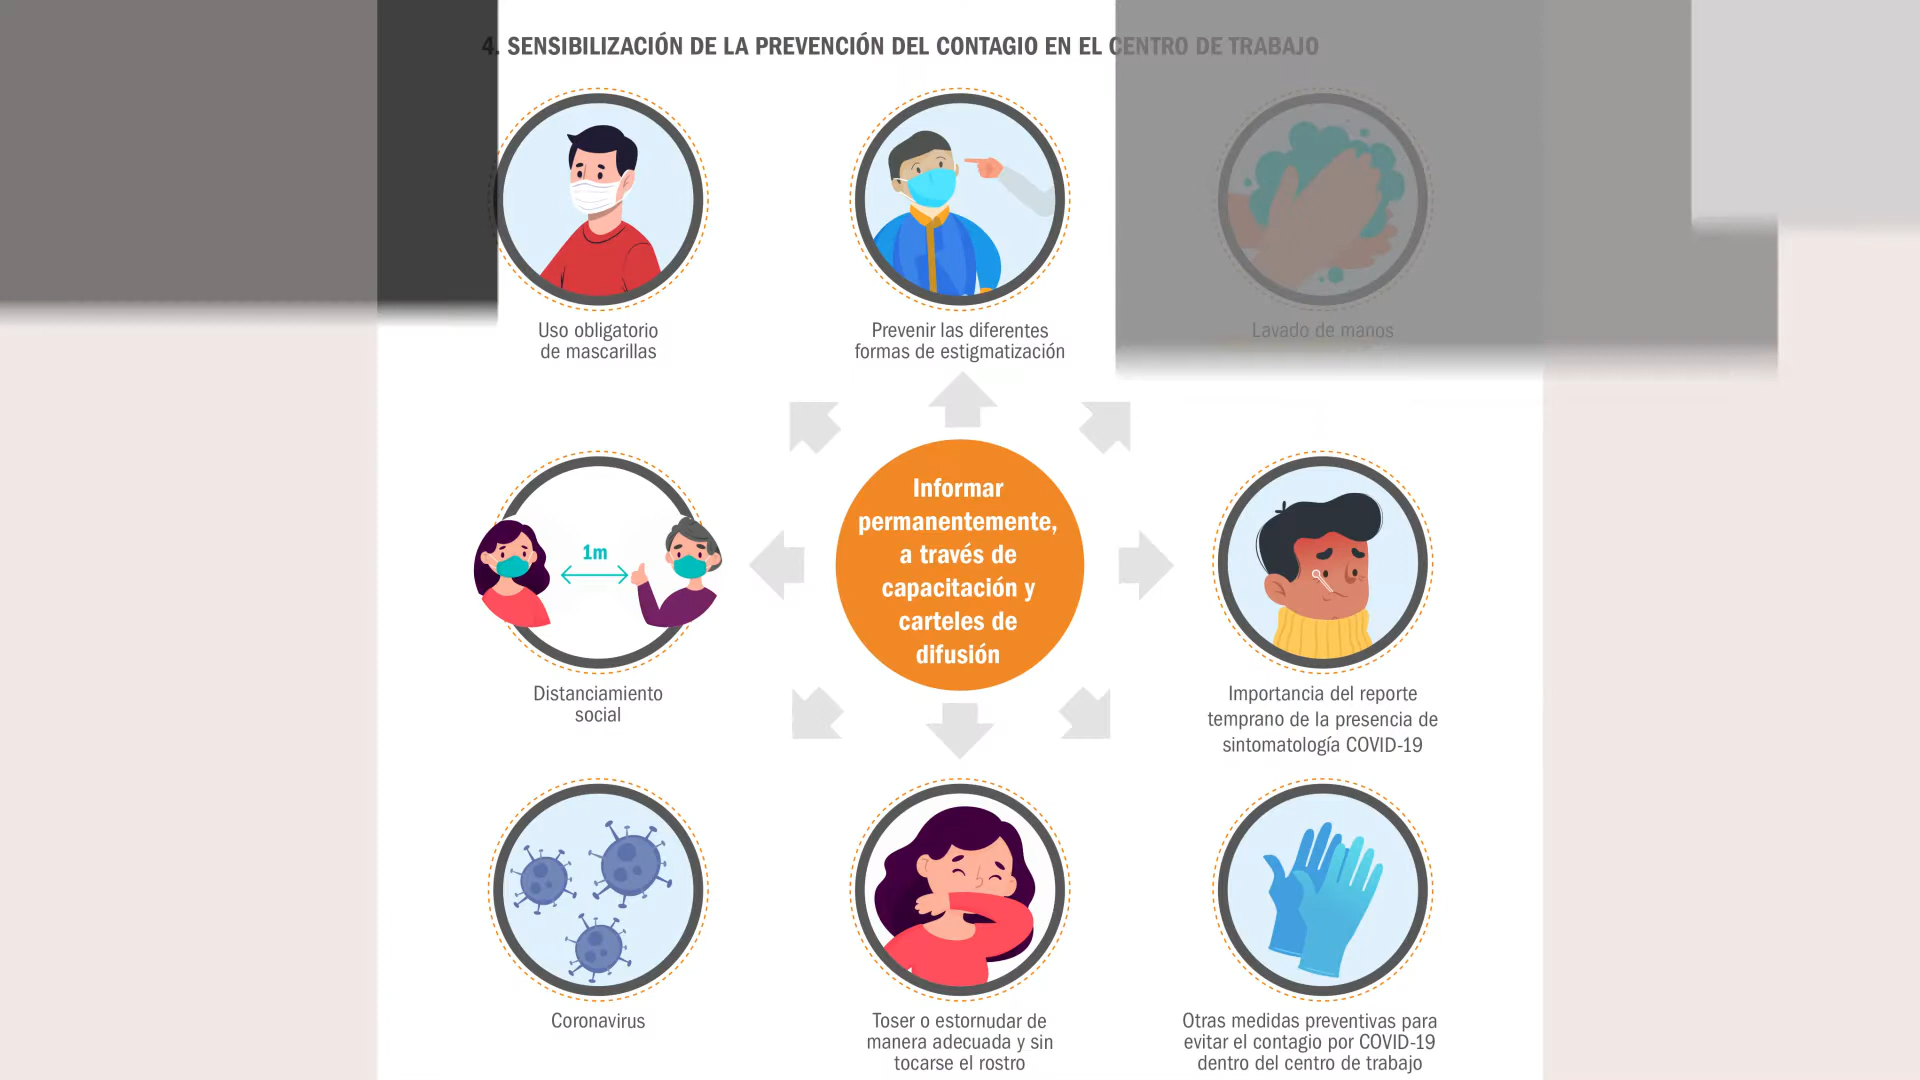 4. SENSIBILIZACIÓN DE LA PREVENCIÓN DEL CONTAGIO EN EL CENTRO DE TRABAJO
Uso obligatorio
de mascarillas
Prevenir las diferentes
formas de estigmatización
Lavado de manos
Distanciamiento
social
1m
Informar
permanentemente,
a través de
capacitación y
carteles de
difusión
Importancia del reporte
temprano de la presencia de
sintomatología COVID-19
Coronavirus
Toser o estornudar de
manera adecuada y sin
tocarse el rostro
Otras medidas preventivas para
evitar el contagio por COVID-19
dentro del centro de trabajo